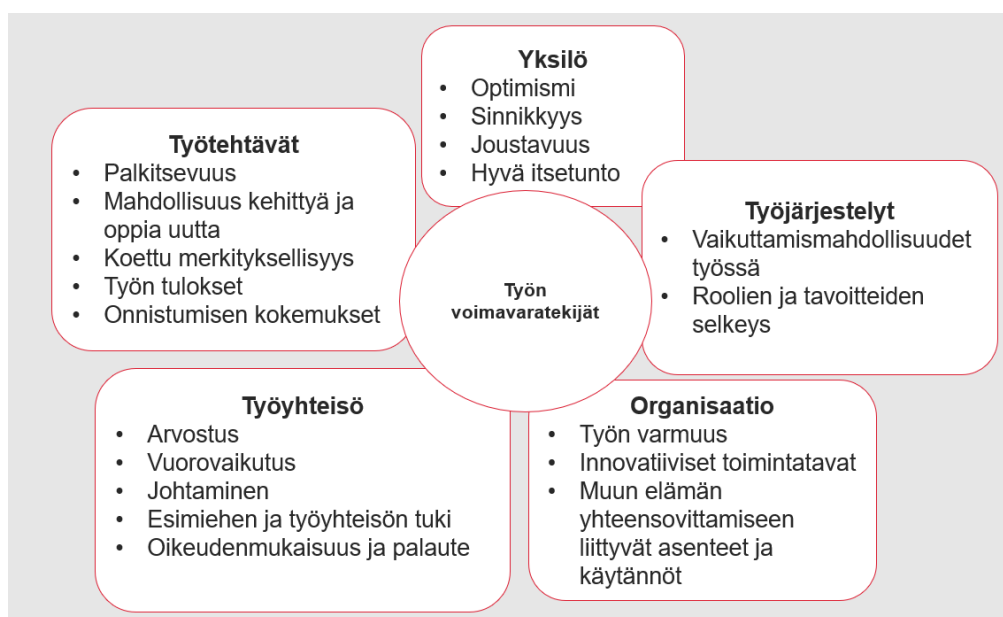 Yksilö
• Optimismi
• Sinnikkyys
• Joustavuus
• Hyvä itsetunto
Työtehtävät
• Palkitsevuus
• Mahdollisuus kehittyä ja
oppia uutta
• Koettu merkityksellisyys
• Työn tulokset
• Onnistumisen kokemukset
Työjärjestelyt
• Vaikuttamismahdollisuudet
työssä
• Roolien ja tavoitteiden
selkeys
Työn
voimavaratekijät
Työyhteisö
• Arvostus
• Vuorovaikutus
• Johtaminen
• Esimiehen ja työyhteisön tuki
• Oikeudenmukaisuus ja palaute
Organisaatio
• Työn varmuus
• Innovatiiviset toimintatavat
• Muun elämän
yhteensovittamiseen
liittyvät asenteet ja
käytännöt